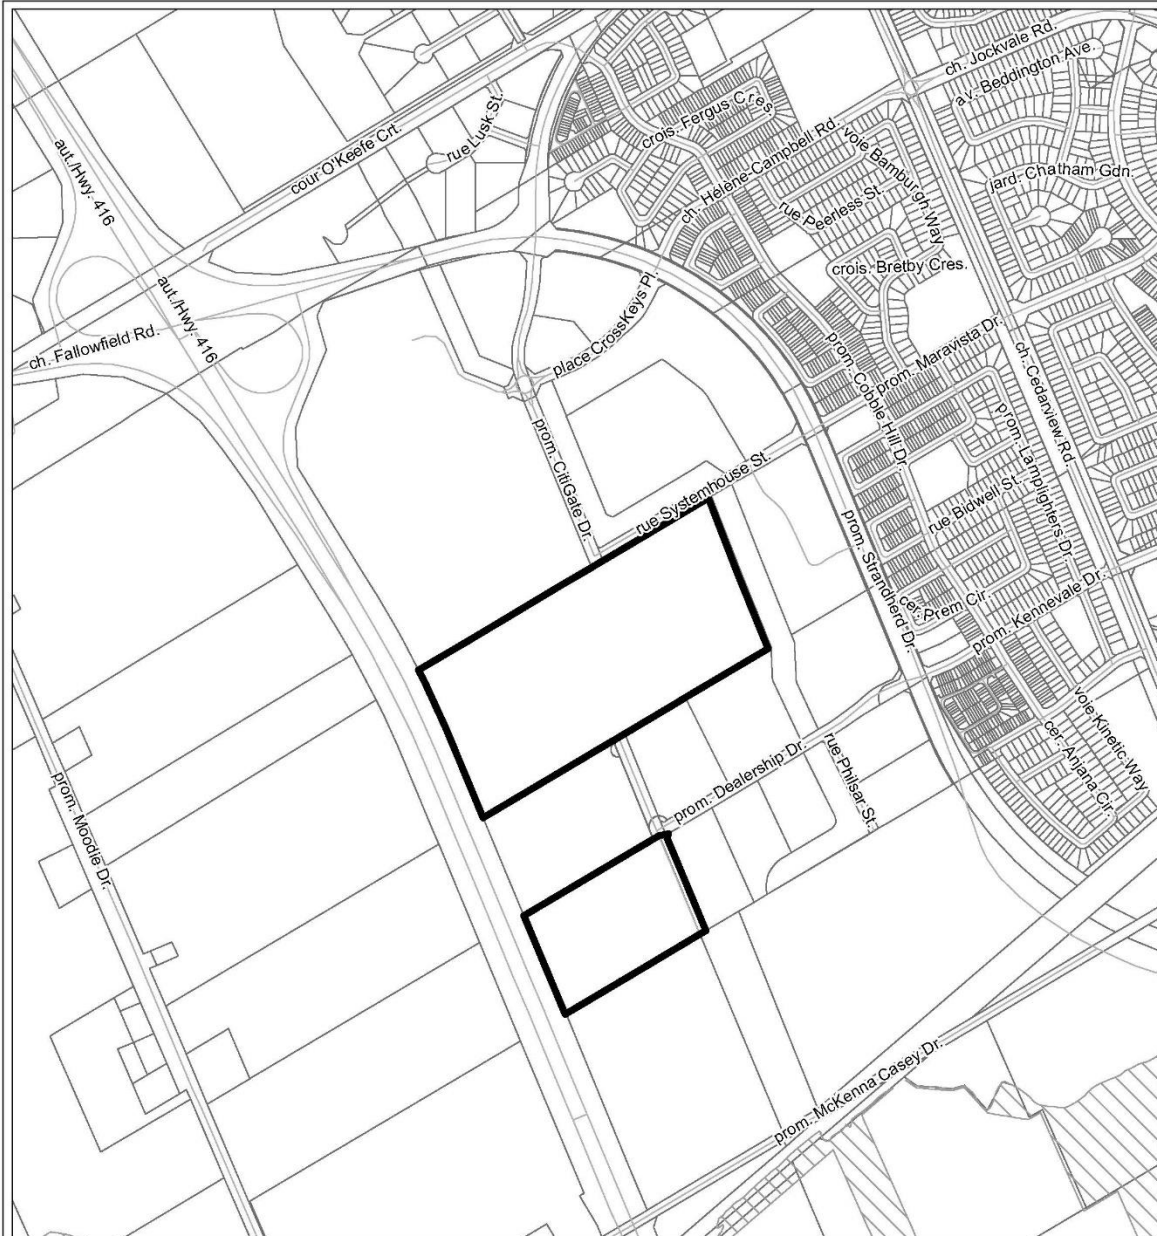 ch. Jockvale Rd.
av. Beddington Ave.
crois. Fergus Cres
rue Lusk St.
aut./Hwy. 416
cour O'Keefe Crt.
ch. Hélène-Campbell Rd.
voie Bamburgh Way
jard. Chatham Gdn.
rue Peerless St.
crois. Bretby Cres.
aut./Hwy. 416
ch. Fallowfield Rd.
place CrossKeys Pl.
prom. Maravista Dr.
prom. Cobble Hill Dr.
ch. Cedarview Rd.
prom. CitiGate Dr.
prom. Lamplighters Dr.
rue Systemhouse St.
rue Bidwell St.
prom. Strandherd Dr.
cer. Prem Cir.
prom. Kennevale Dr.
voie Kinetic Way
cer. Anjana Cir.
rue Philsar St.
prom. Dealership Dr.
prom. Moodie Dr.
prom. McKenna Casey Dr.